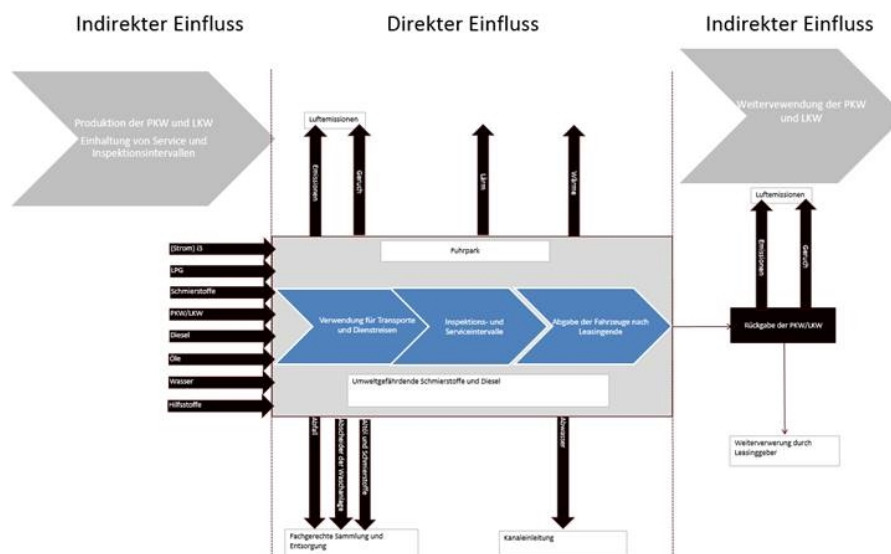 Indirekter Einfluss
Direkter Einfluss
Indirekter Einfluss
Produktion der PKW und LKW
Einhaltung von Service und
Inspektionsintervallen
Weitervewendung der PKW
und LKW
Luftemissionen
Emissionen
Geruch
Lärm
Wärme
Luftemissionen
Emissionen
Geruch
(Strom) i3
LPG
Schmierstoffe
PKW/LKW
Diesel
Öle
Wasser
Hilfsstoffe
Fuhrpark
Verwendung für Transporte
und Dienstreisen
Inspektions- und
Serviceintervalle
Abgabe der Fahrzeuge nach
Leasingende
Umweltgefährdende Schmierstoffe und Diesel
Rückgabe der PKW/LKW
Abfall
Abscheider der Waschanlage
Altöl und Schmierstoffe
Abwasser
Weiterverwerung durch
Leasinggeber
Fachgerechte Sammlung und
Entsorgung
Kanaleinleitung